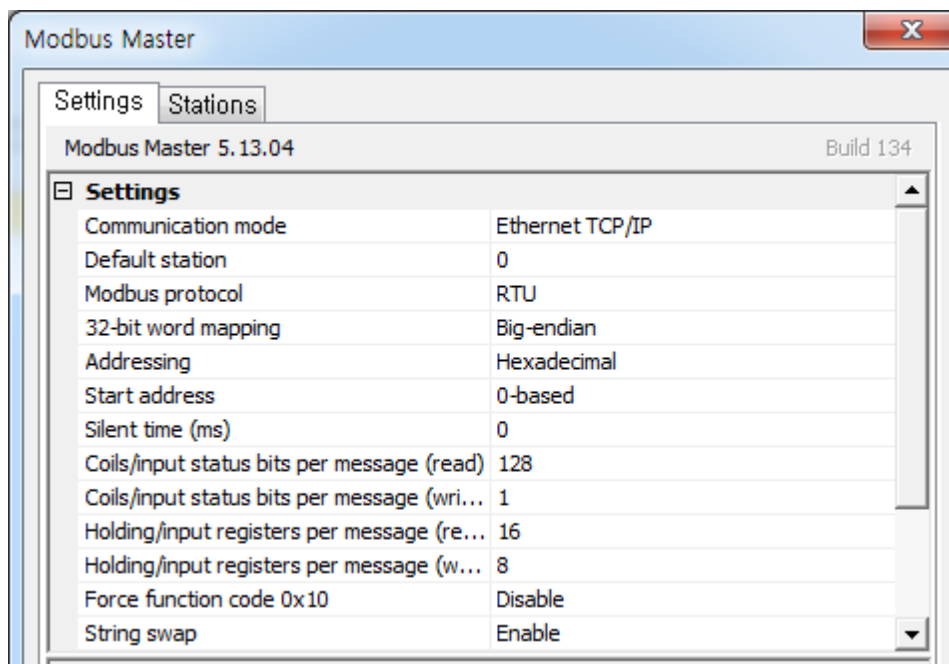 Modbus Master
Settings Stations
Modbus Master 5.13.04 Build 134
Settings
Communication mode Ethernet TCP/IP
Default station 0
Modbus protocol RTU
32-bit word mapping Big-endian
Addressing Hexadecimal
Start address 0-based
Silent time (ms) 0
Coils/input status bits per message (read) 128
Coils/input status bits per message (wri... 1
Holding/input registers per message (re... 16
Holding/input registers per message (w... 8
Force function code 0x10 Disable
String swap Enable